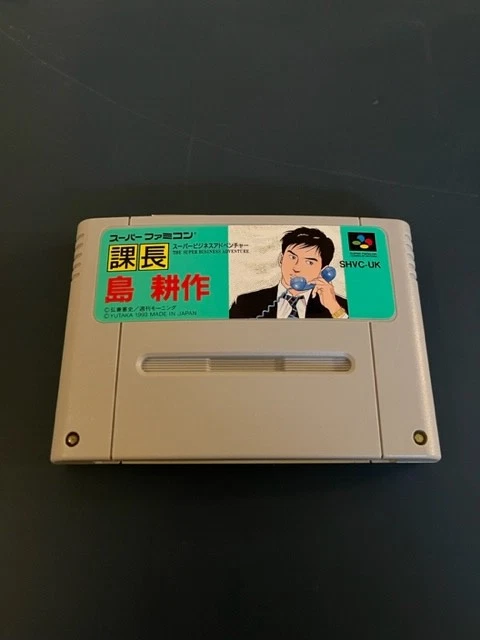 スーパーファミコン
課長
スーパービジネスアドベンチャー
THE SUPER BUSINESS ADVENTURE
島 耕作
SHVC-UK
©弘兼憲史/週刊モーニング
©YUTAKA 1993 MADE IN JAPAN